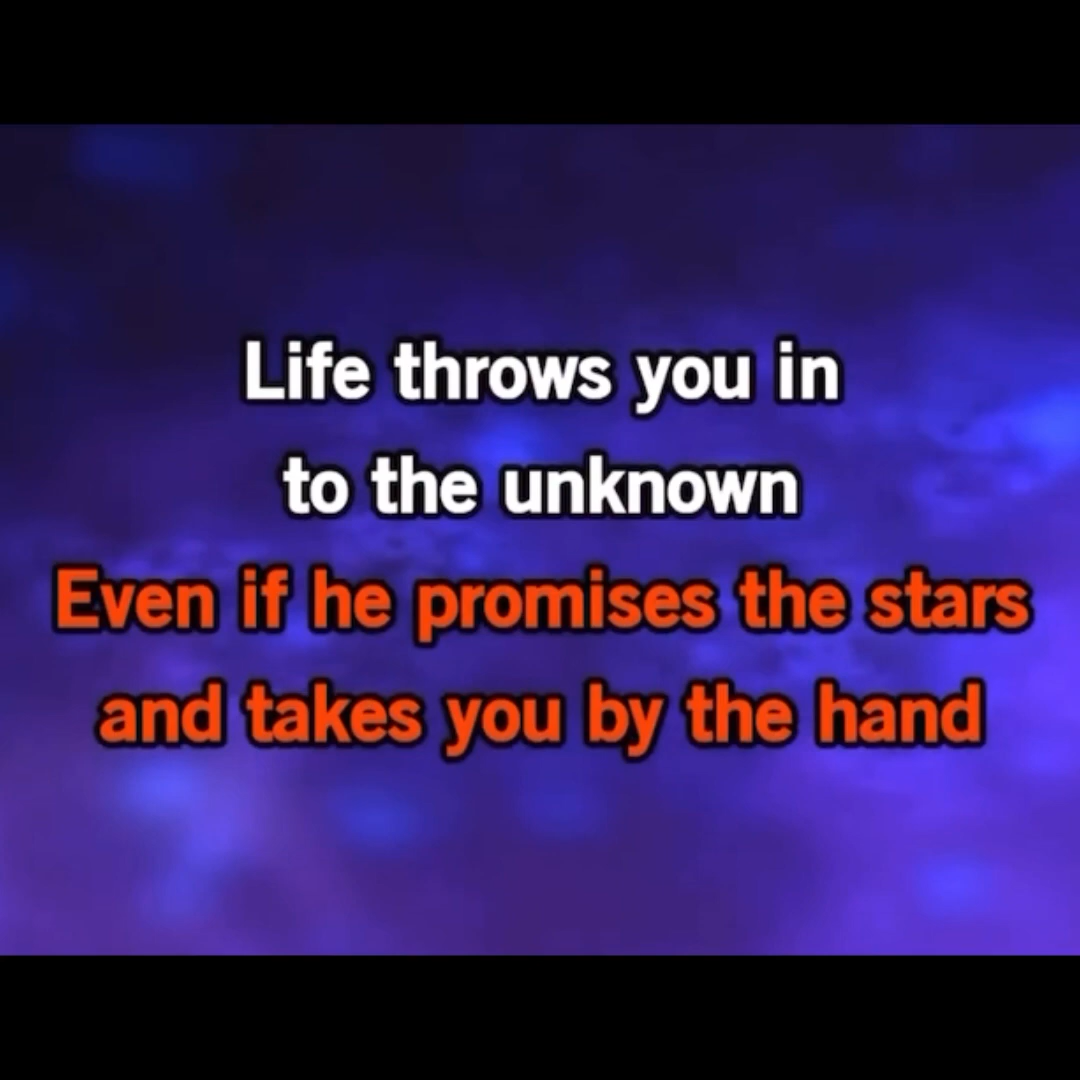 Life throws you in
to the unknown
Even if he promises the stars
and takes you by the hand